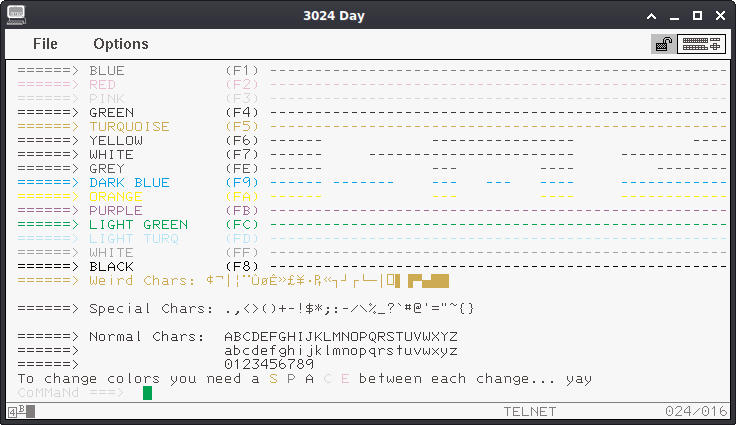 3024 Day
File Options
======> BLUE (F1) ------------------------------------------------
======> RED (F2) ------------------------------------------------
======> PINK (F3) ------------------------------------------------
======> GREEN (F4) ------------------------------------------------
======> TURQUOISE (F5) ------------------------------------------------
======> YELLOW (F6) ------ ---------- ----
======> WHITE (F7) ------ ------------------ ------------
======> GREY (FE) ------ ----------
======> DARK BLUE (F9) ------ ------- --- --- ---- ------------
======> ORANGE (FA) ------ --- ---- ------------
======> PURPLE (FB) ------------------------------------------------
======> LIGHT GREEN (FC) ------------------------------------------------
======> LIGHT TURQ (FD) ------------------------------------------------
======> WHITE (FF) ------------------------------------------------
======> BLACK (F8) ------------------------------------------------
======> Weird Chars: ¢¬|¦¨ÛøÊ»£¥·₧«┐┘┌└─│
======> Special Chars: .,<>()+-!$*;:-/\%_?`#@'="~{}
======> Normal Chars: ABCDEFGHIJKLMNOPQRSTUVWXYZ
======> abcdefghijklmnopqrstuvwxyz
======> 0123456789
To change colors you need a S P A C E between each change... yay
CoMMaNd ===>
4 B TELNET 024/016